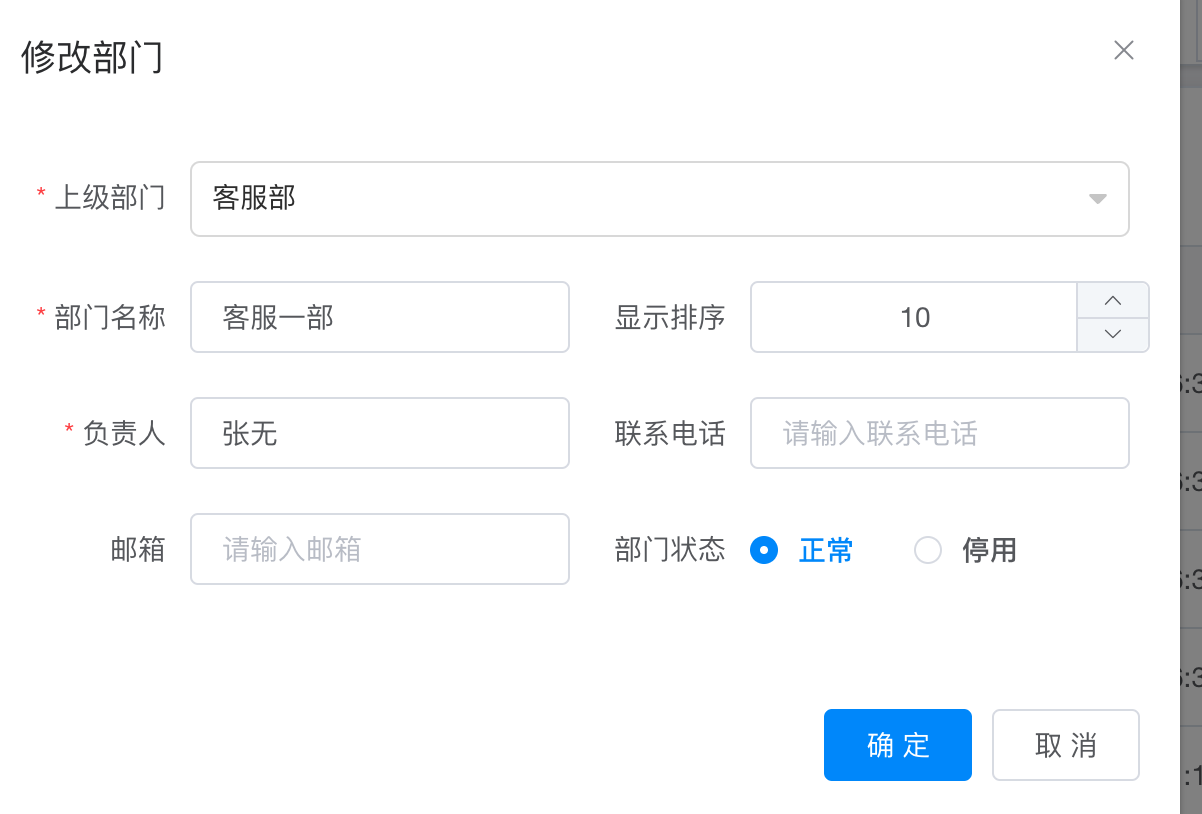 修改部门
* 上级部门 客服部
* 部门名称 客服一部 显示排序 10
* 负责人 张无 联系电话 请输入联系电话
邮箱 请输入邮箱 部门状态 正常 停用
确 定 取 消